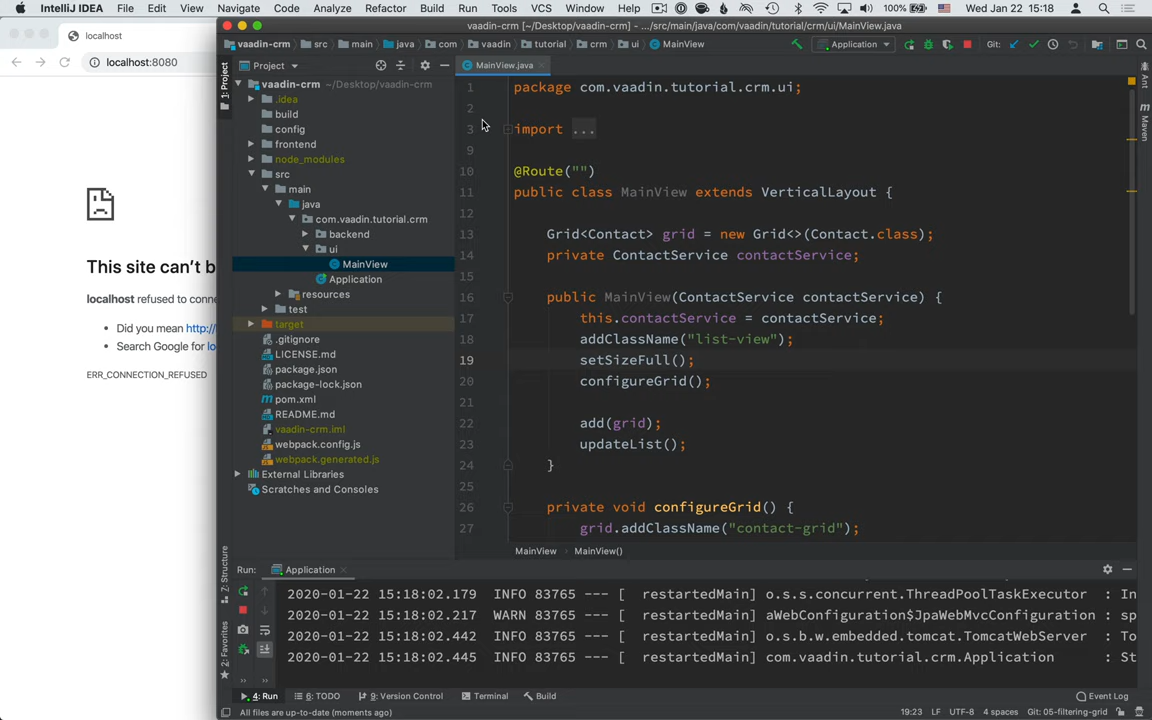 IntelliJ IDEA File Edit View Navigate Code Analyze Refactor Build Run Tools VCS Window Help 100% Wed Jan 22 15:18
vaadin-crm [~/Desktop/vaadin-crm] - .../src/main/java/com/vaadin/tutorial/crm/ui/MainView.java
localhost
localhost:8080
This site can't b
localhost refused to conne
Did you mean http://
Search Google for lo
ERR_CONNECTION_REFUSED
vaadin-crm src main java com vaadin tutorial crm ui MainView Application Git:
1: Project
Project
vaadin-crm ~/Desktop/vaadin-crm
.idea
build
config
frontend
node_modules
src
main
java
com.vaadin.tutorial.crm
backend
ui
MainView
Application
resources
test
target
.gitignore
LICENSE.md
package.json
package-lock.json
pom.xml
README.md
vaadin-crm.iml
webpack.config.js
webpack.generated.js
External Libraries
Scratches and Consoles
MainView.java
1 package com.vaadin.tutorial.crm.ui;
2
3 import ...
9
10 @Route("")
11 public class MainView extends VerticalLayout {
12
13 Grid<Contact> grid = new Grid<>(Contact.class);
14 private ContactService contactService;
15
16 public MainView(ContactService contactService) {
17 this.contactService = contactService;
18 addClassName("list-view");
19 setSizeFull();
20 configureGrid();
22 add(grid);
23 updateList();
24 }
25
26 private void configureGrid() {
27 grid.addClassName("contact-grid");
MainView MainView()
Ant
Maven
7: Structure
2: Favorites
Run: Application
2020-01-22 15:18:02.179 INFO 83765 --- [ restartedMain] o.s.s.concurrent.ThreadPoolTaskExecutor : In
2020-01-22 15:18:02.217 WARN 83765 --- [ restartedMain] aWebConfiguration$JpaWebMvcConfiguration : sp
2020-01-22 15:18:02.442 INFO 83765 --- [ restartedMain] o.s.b.w.embedded.tomcat.TomcatWebServer : To
2020-01-22 15:18:02.445 INFO 83765 --- [ restartedMain] com.vaadin.tutorial.crm.Application : St
4: Run 6: TODO 9: Version Control Terminal Build Event Log
All files are up-to-date (moments ago) 19:23 LF UTF-8 4 spaces Git: 05-filtering-grid